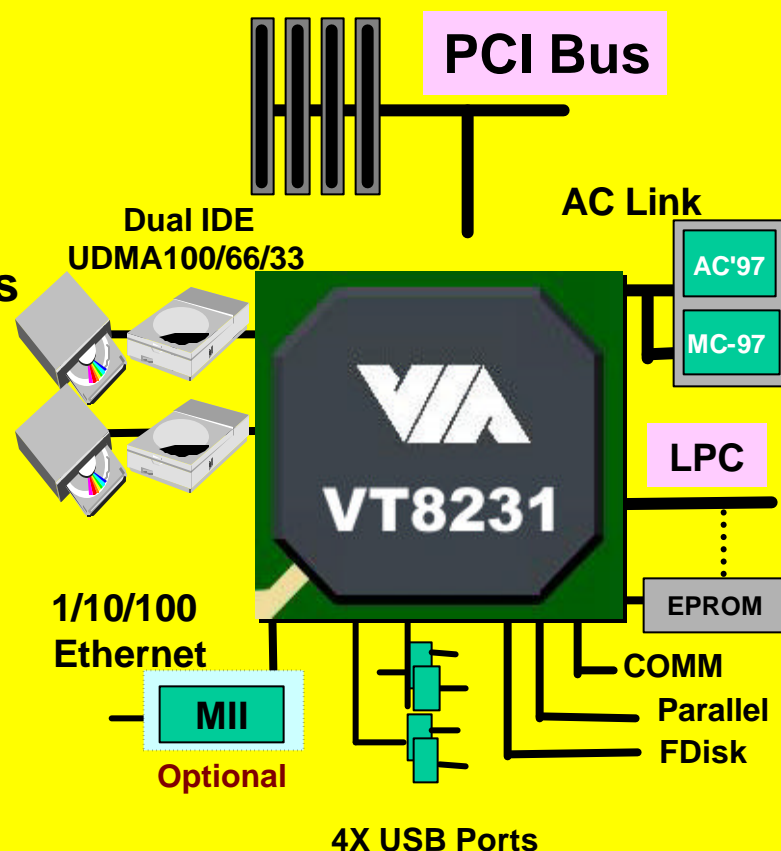 PCI Bus
Dual IDE
UDMA100/66/33
AC Link
AC'97
MC-97
s
VIA
VT8231
LPC
EPROM
1/10/100
Ethernet
MII
Optional
COMM
Parallel
FDisk
4X USB Ports